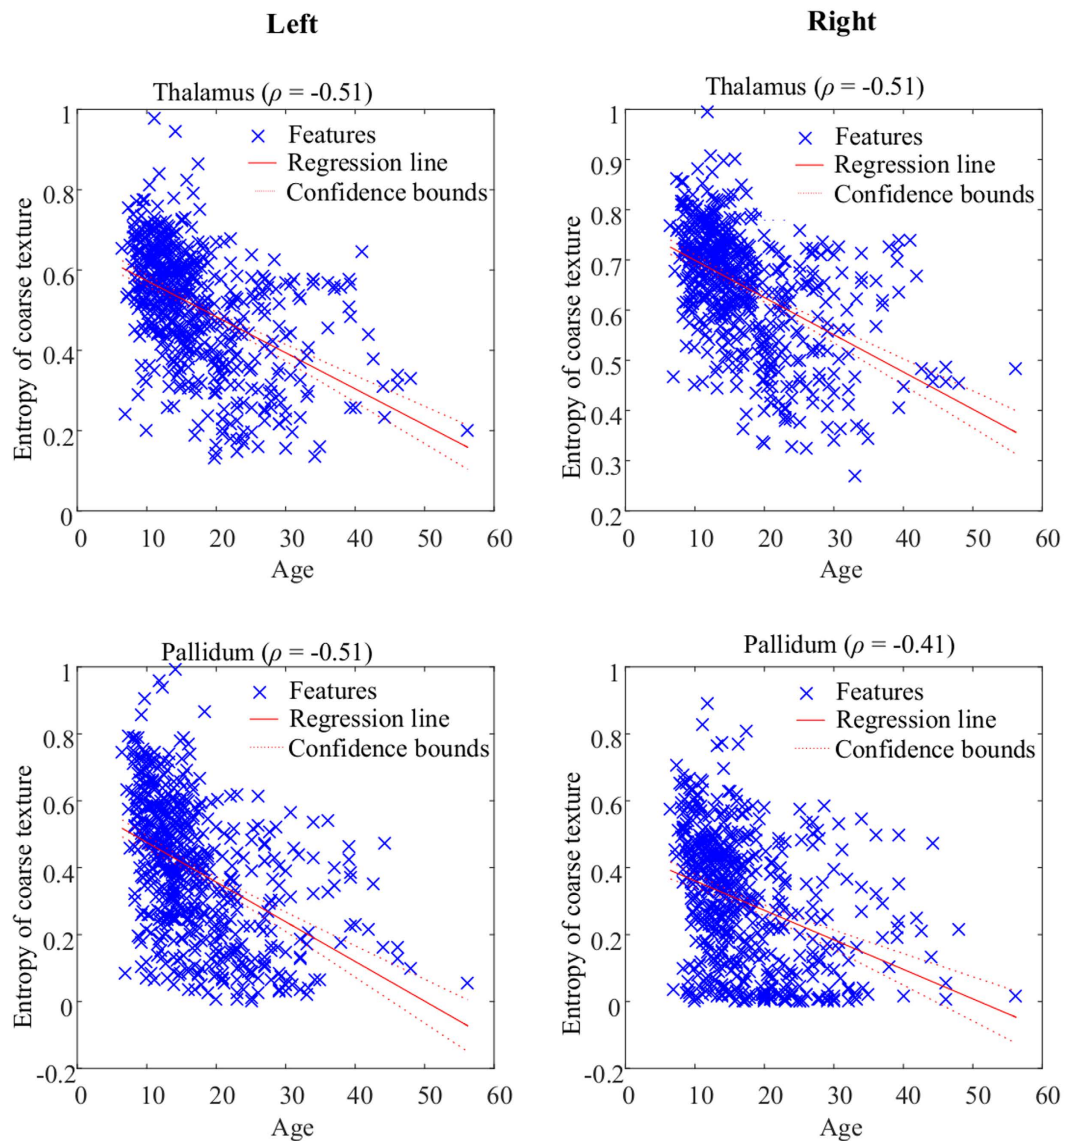 Left
Right
Thalamus (ρ = -0.51)
1
0.8
0.6
0.4
0.2
0
Entropy of coarse texture
Features
Regression line
Confidence bounds
0 10 20 30 40 50 60
Age
Thalamus (ρ = -0.51)
1
0.9
0.8
0.7
0.6
0.5
0.4
0.3
0.2
Entropy of coarse texture
Features
Regression line
Confidence bounds
0 10 20 30 40 50 60
Age
Pallidum (ρ = -0.51)
1
0.8
0.6
0.4
0.2
0
-0.2
Entropy of coarse texture
Features
Regression line
Confidence bounds
0 10 20 30 40 50 60
Age
Pallidum (ρ = -0.41)
1
0.8
0.6
0.4
0.2
0
-0.2
Entropy of coarse texture
Features
Regression line
Confidence bounds
0 10 20 30 40 50 60
Age